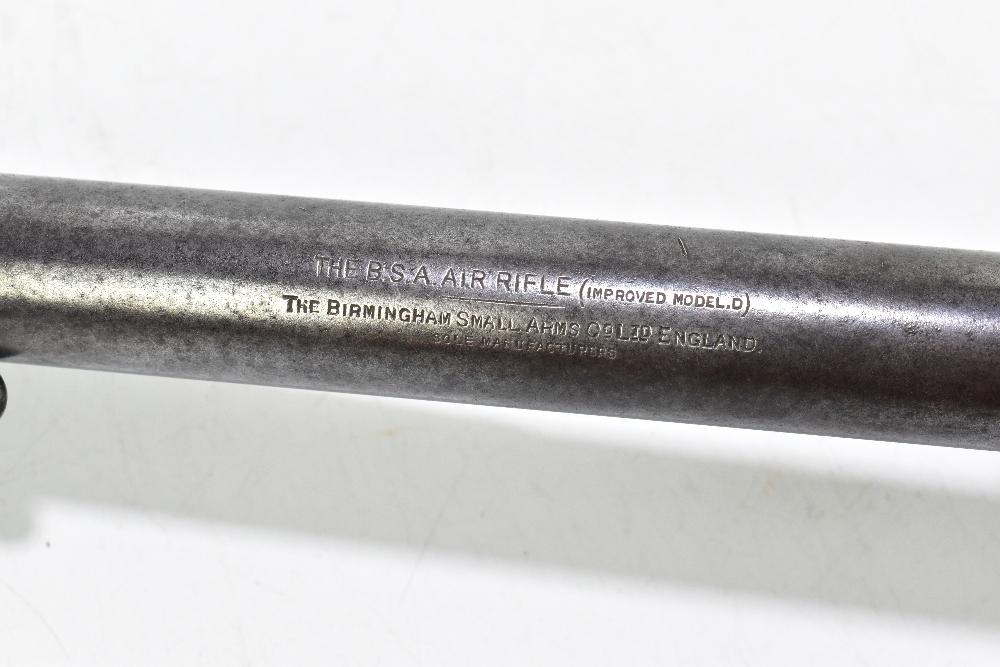 THE B.S.A. AIR RIFLE (IMPROVED MODEL.D)
THE BIRMINGHAM SMALL ARMS Co LTD ENGLAND.
SOLE MANUFACTURERS